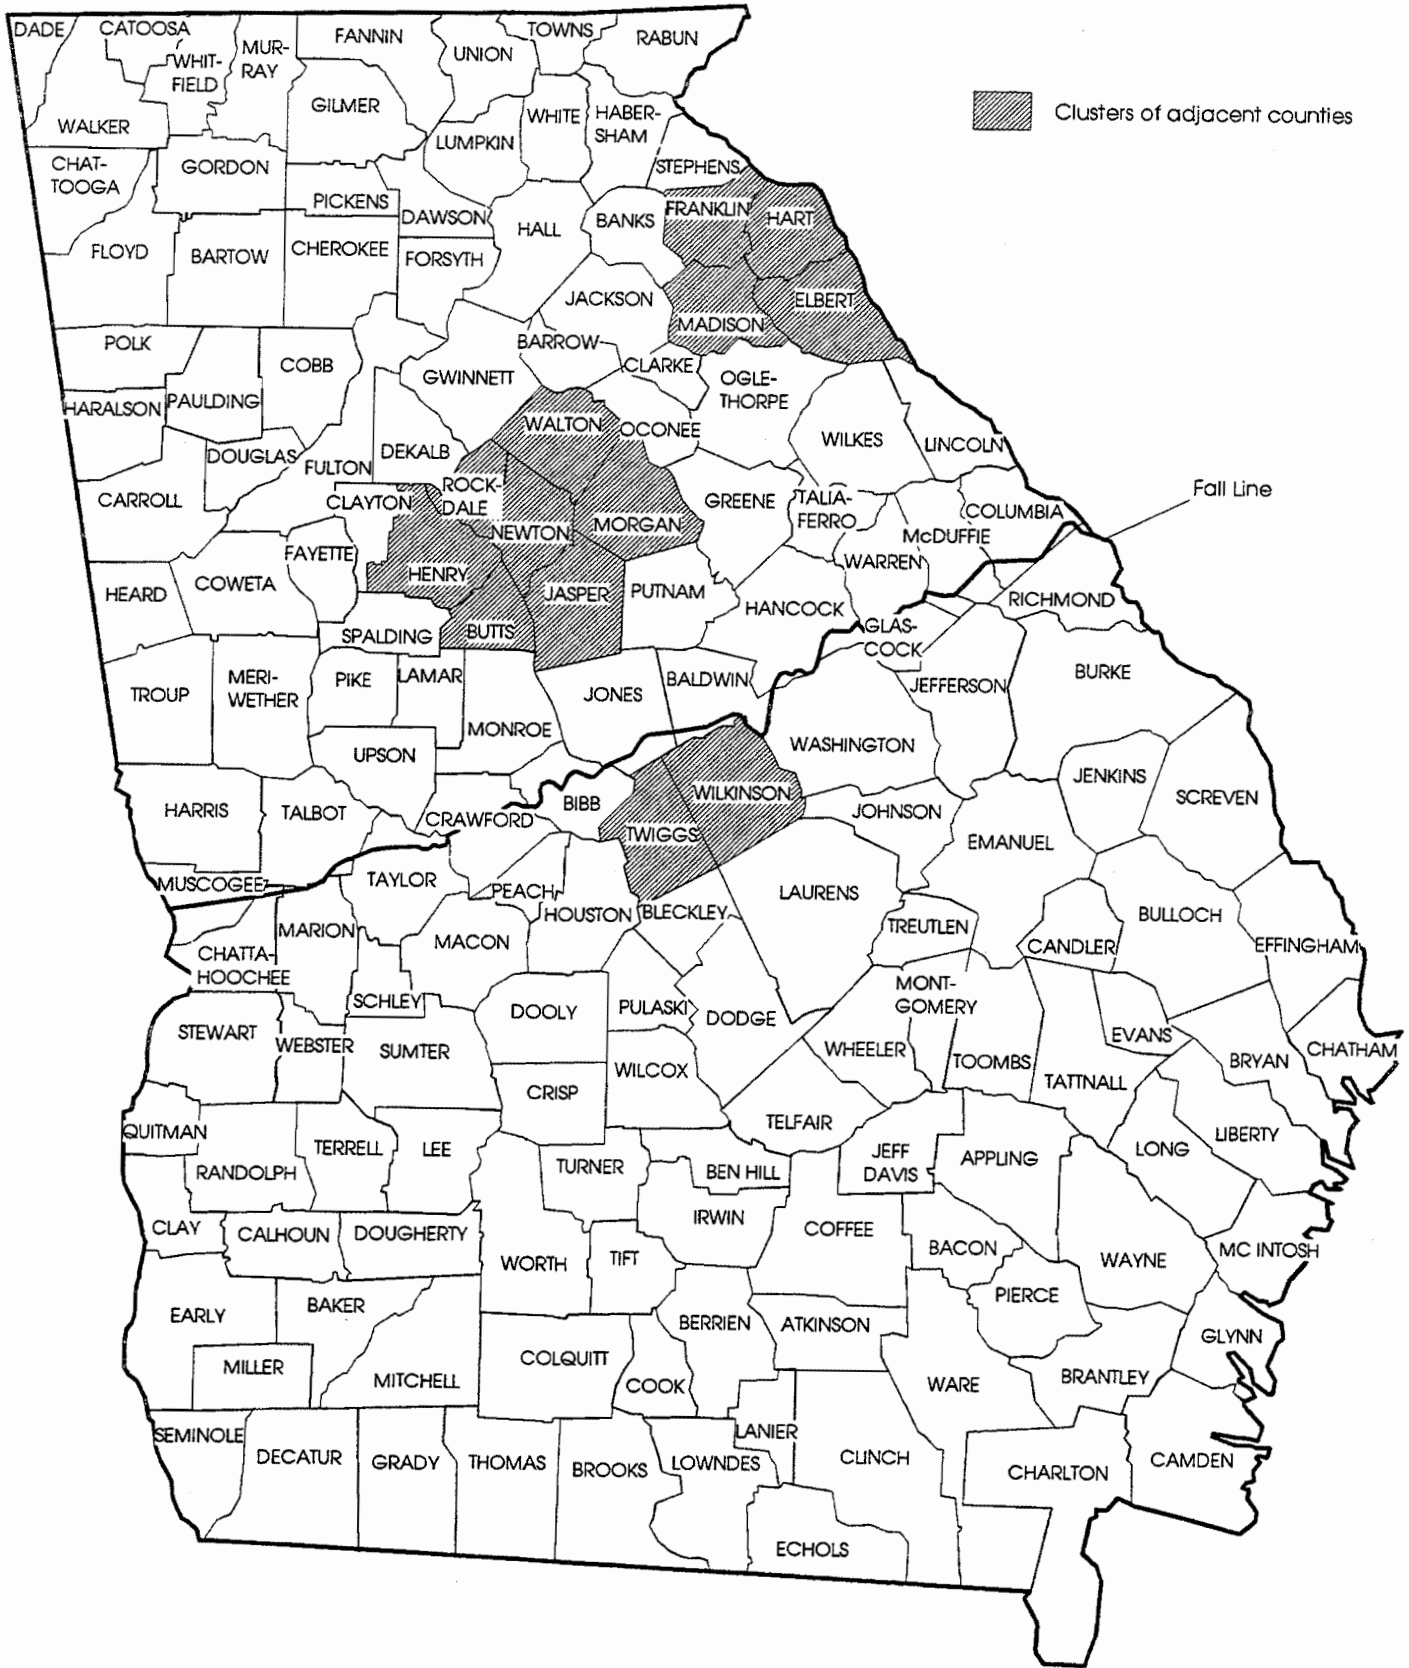 DADE
CATOOSA
WHIT-
FIELD
MUR-
RAY
FANNIN
UNION
TOWNS
RABUN
WALKER
GILMER
LUMPKIN
WHITE
HABER-
SHAM
Clusters of adjacent counties
CHAT-
TOOGA
GORDON
PICKENS
DAWSON
HALL
BANKS
STEPHENS
FRANKLIN
HART
FLOYD
BARTOW
CHEROKEE
FORSYTH
JACKSON
MADISON
ELBERT
POLK
COBB
GWINNETT
BARROW
CLARKE
OGLE-
THORPE
HARALSON
PAULDING
WALTON
OCONEE
WILKES
LINCOLN
DOUGLAS
FULTON
DEKALB
CARROLL
CLAYTON
ROCK-
DALE
NEWTON
MORGAN
GREENE
TALIA-
FERRO
McDUFFIE
COLUMBIA
Fall Line
FAYETTE
HENRY
WARREN
HEARD
COWETA
JASPER
PUTNAM
HANCOCK
RICHMOND
SPALDING
BUTTS
GLAS-
COCK
TROUP
MERI-
WETHER
PIKE
LAMAR
JONES
BALDWIN
JEFFERSON
BURKE
UPSON
MONROE
WASHINGTON
HARRIS
TALBOT
CRAWFORD
BIBB
TWIGGS
WILKINSON
JOHNSON
EMANUEL
JENKINS
SCREVEN
MUSCOGEE
TAYLOR
PEACH
HOUSTON
BLECKLEY
LAURENS
TREUTLEN
CANDLER
BULLOCH
EFFINGHAM
CHATTA-
HOOCHEE
MARION
MACON
SCHLEY
DOOLY
PULASKI
DODGE
MONT-
GOMERY
STEWART
WEBSTER
SUMTER
CRISP
WILCOX
WHEELER
TOOMBS
TATTNALL
EVANS
BRYAN
CHATHAM
QUITMAN
RANDOLPH
TERRELL
LEE
TURNER
BEN HILL
TELFAIR
JEFF
DAVIS
APPLING
LONG
LIBERTY
CLAY
CALHOUN
DOUGHERTY
WORTH
TIFT
IRWIN
COFFEE
BACON
WAYNE
MC INTOSH
EARLY
BAKER
BERRIEN
ATKINSON
PIERCE
GLYNN
MILLER
MITCHELL
COLQUITT
COOK
WARE
BRANTLEY
SEMINOLE
DECATUR
GRADY
THOMAS
BROOKS
LOWNDES
LANIER
CLINCH
CHARLTON
CAMDEN
ECHOLS